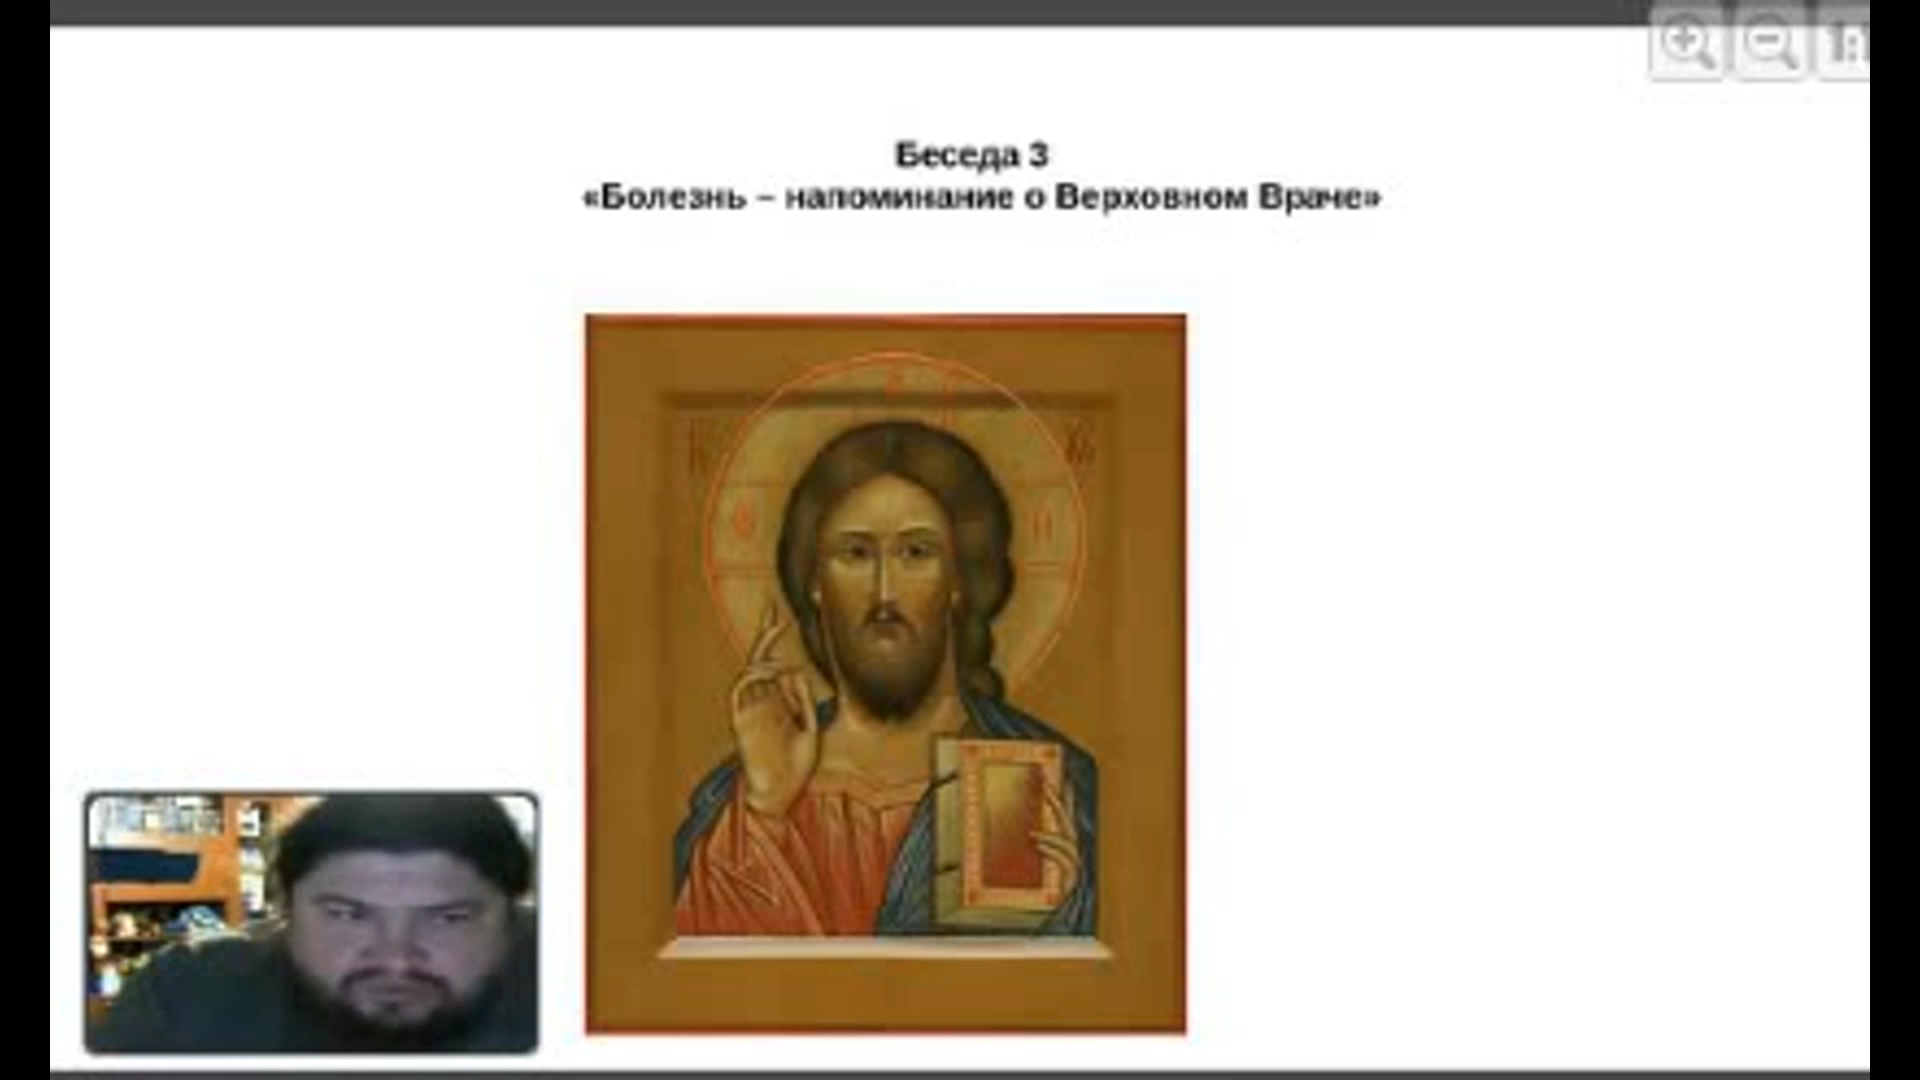 Беседа 3
«Болезнь – напоминание о Верховном Враче»